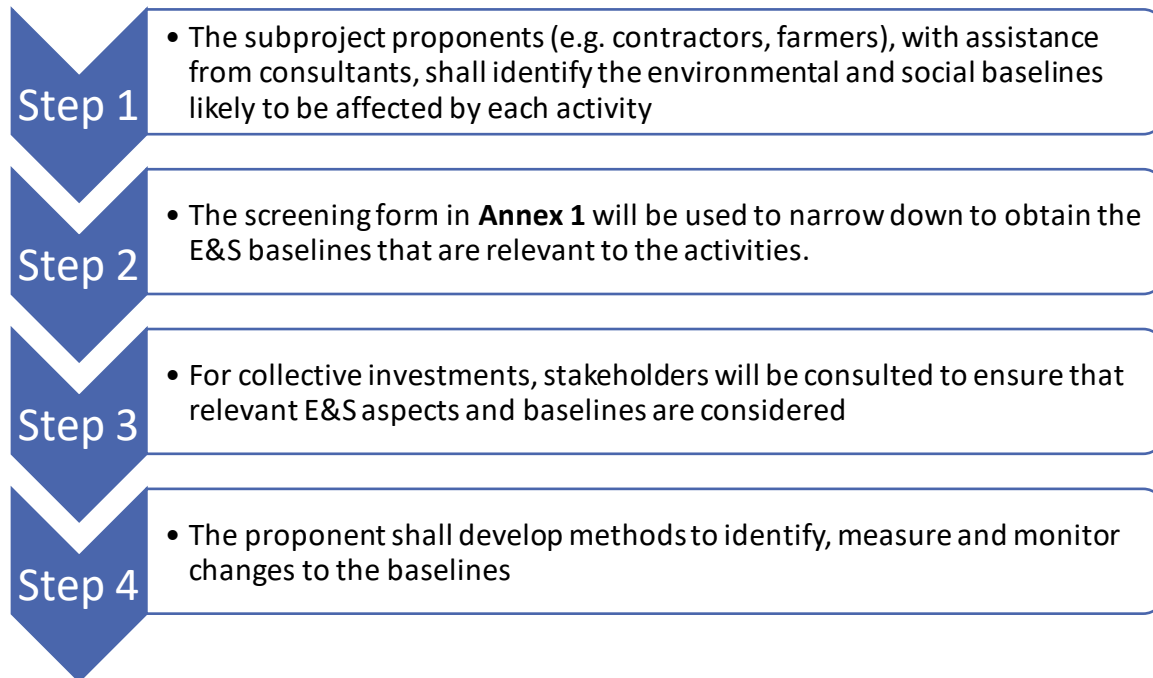 Step 1
• The subproject proponents (e.g. contractors, farmers), with assistance
from consultants, shall identify the environmental and social baselines
likely to be affected by each activity
Step 2
• The screening form in Annex 1 will be used to narrow down to obtain the
E&S baselines that are relevant to the activities.
Step 3
• For collective investments, stakeholders will be consulted to ensure that
relevant E&S aspects and baselines are considered
Step 4
• The proponent shall develop methods to identify, measure and monitor
changes to the baselines